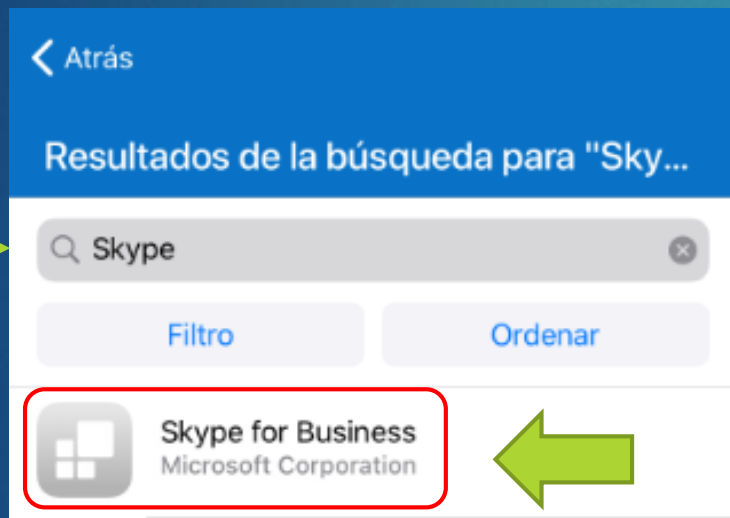 Atrás
Resultados de la búsqueda para "Sky...
Skype
Filtro
Ordenar
Skype for Business
Microsoft Corporation